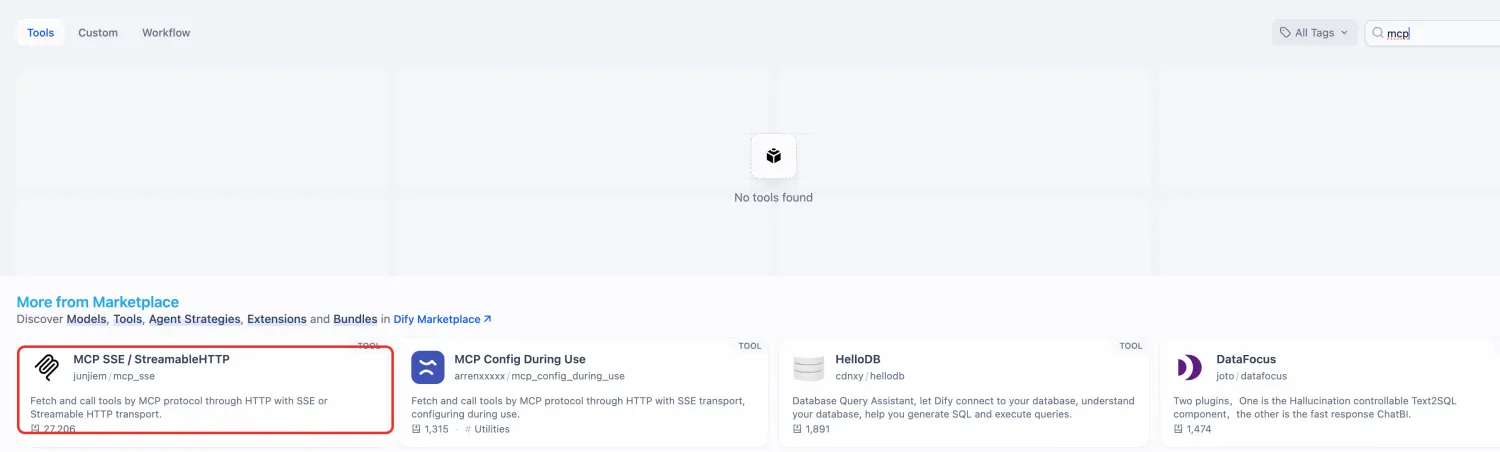 Tools Custom Workflow All Tags mcp
No tools found
More from Marketplace
Discover Models, Tools, Agent Strategies, Extensions and Bundles in Dify Marketplace
TOOL
MCP SSE / StreamableHTTP
junjiem / mcp_sse
Fetch and call tools by MCP protocol through HTTP with SSE or
Streamable HTTP transport.
27,206
TOOL
MCP Config During Use
arrenxxxxx / mcp_config_during_use
Fetch and call tools by MCP protocol through HTTP with SSE transport,
configuring during use.
1,315 · # Utilities
TOOL
HelloDB
cdnxy / hellodb
Database Query Assistant, let Dify connect to your database, understand
your database, help you generate SQL and execute queries.
1,891
DataFocus
joto / datafocus
Two plugins，One is the Hallucination controllable Text2SQL
component，the other is the fast response ChatBI.
1,474